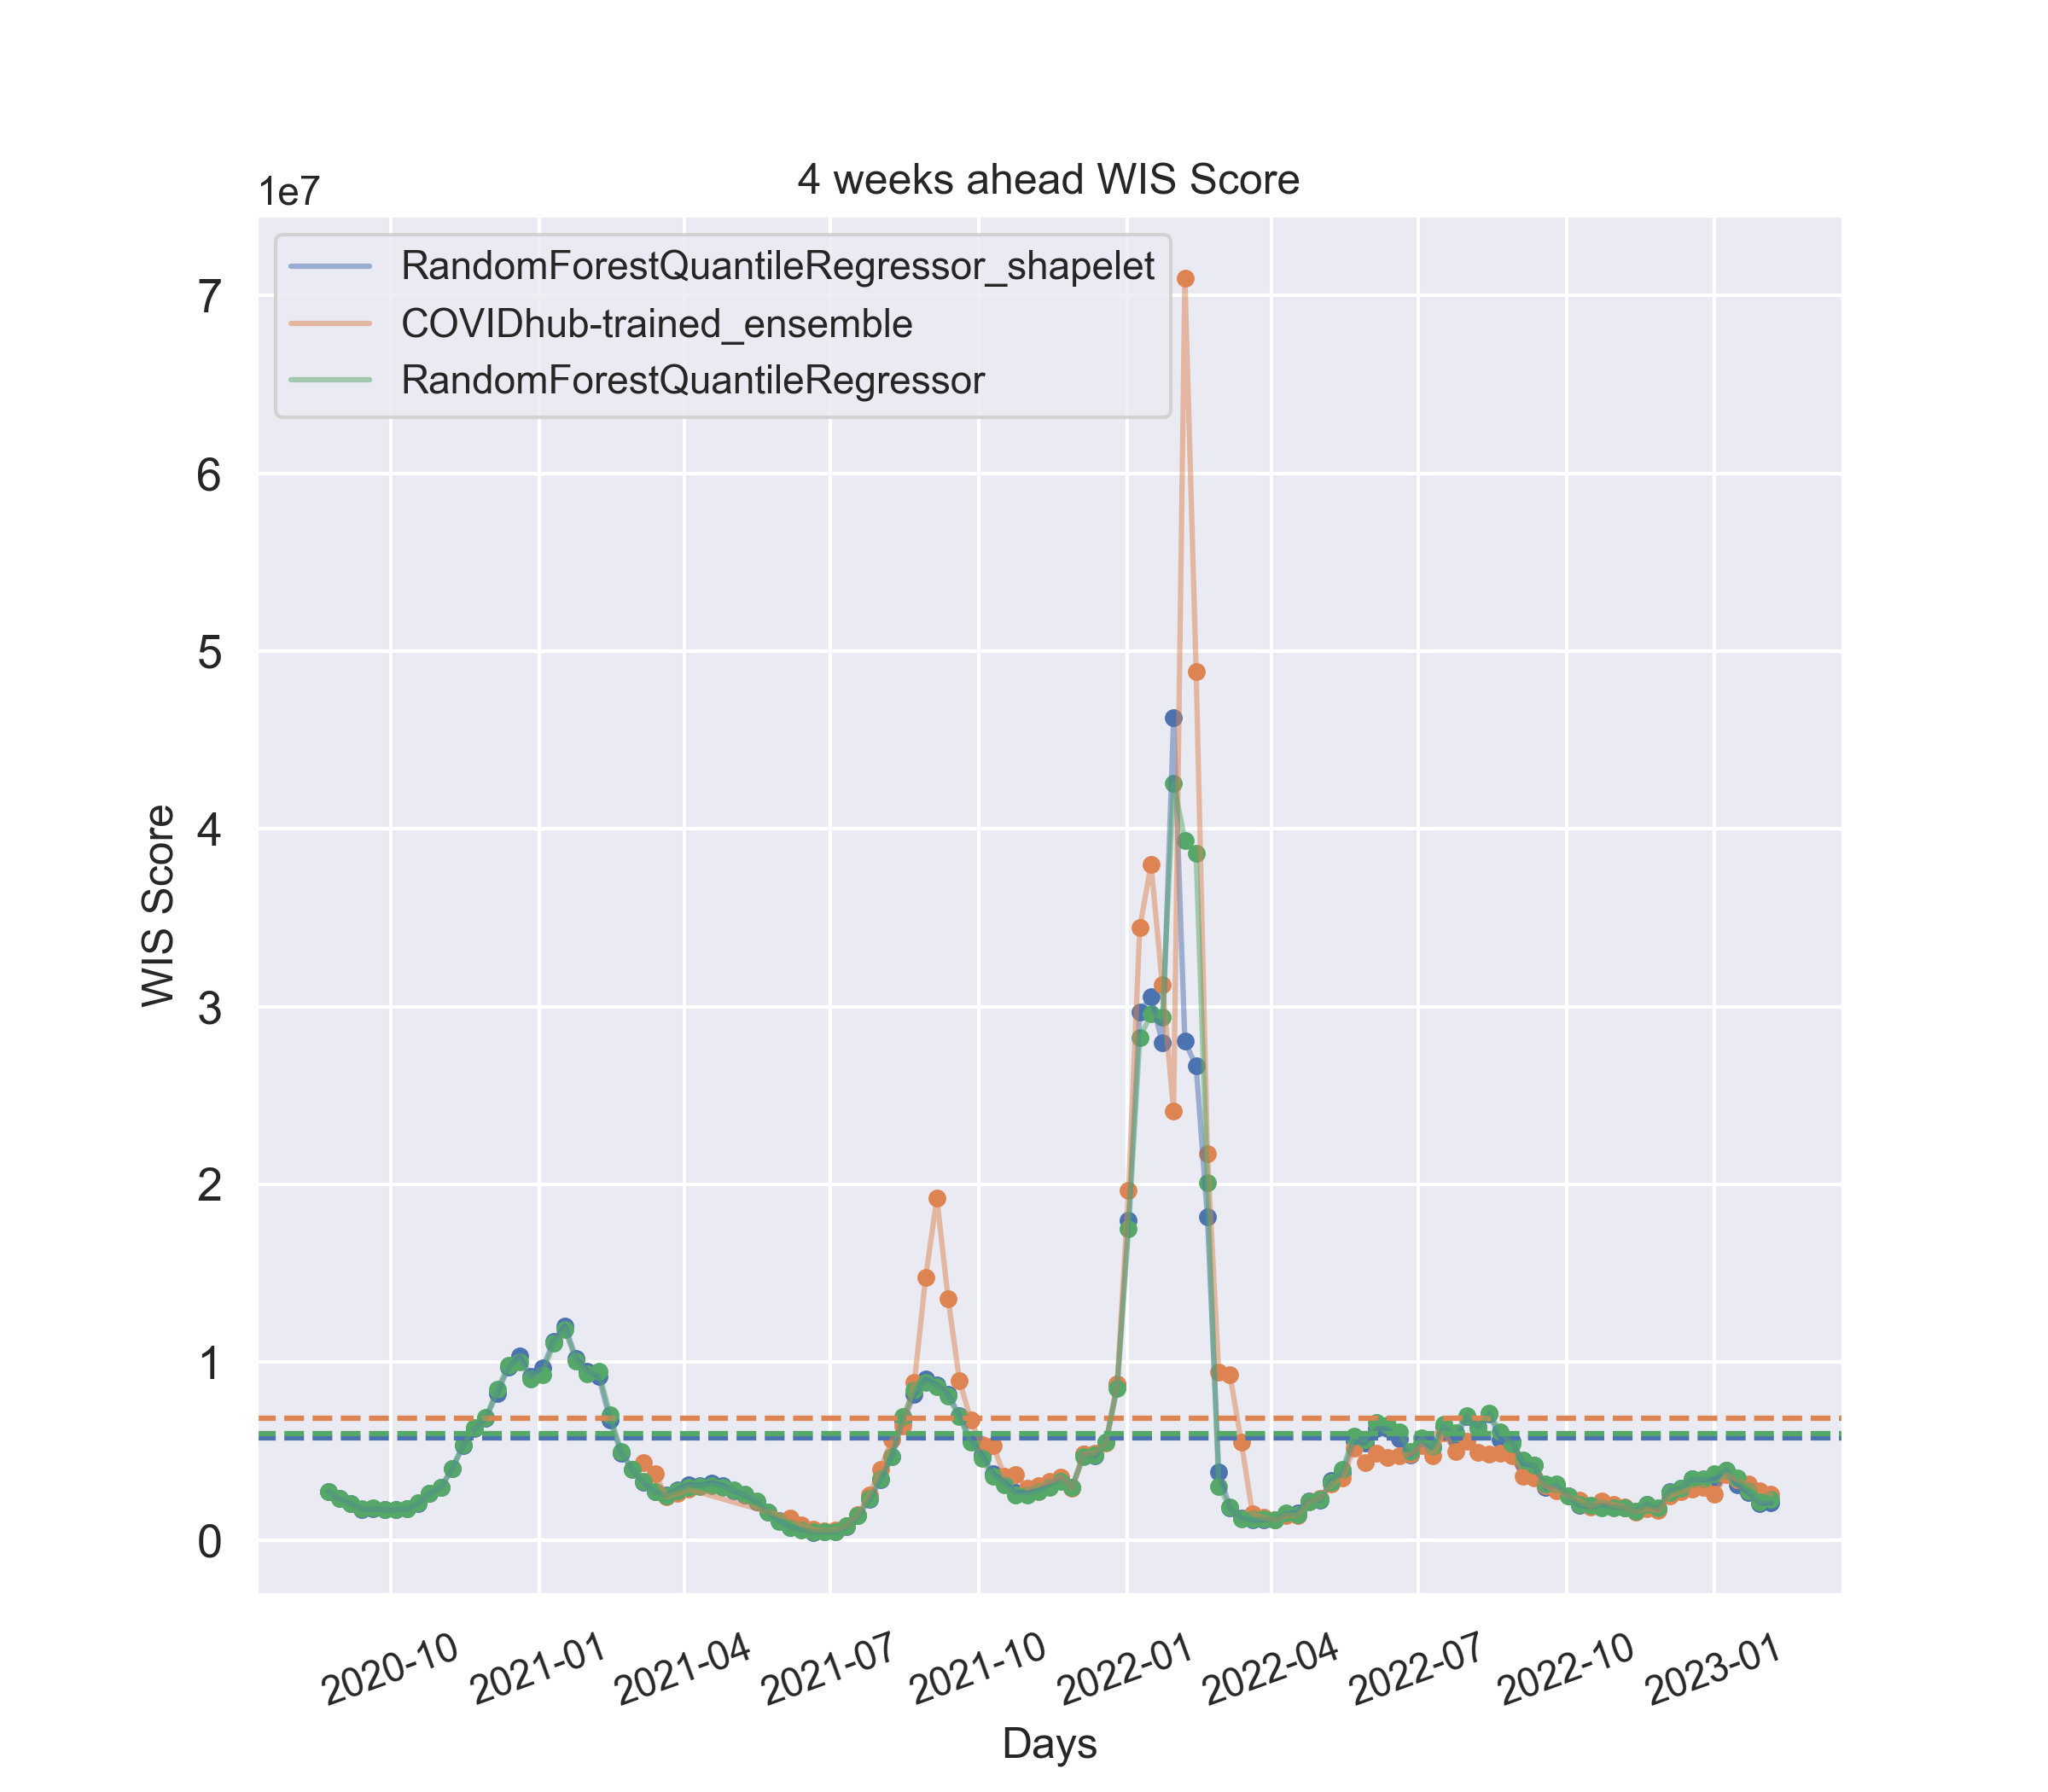 4 weeks ahead WIS Score
1e7
RandomForestQuantileRegressor_shapelet
COVIDhub-trained_ensemble
RandomForestQuantileRegressor
7
6
5
4
3
2
1
0
WIS Score
2020-10
2021-01
2021-04
2021-07
2021-10
2022-01
2022-04
2022-07
2022-10
2023-01
Days